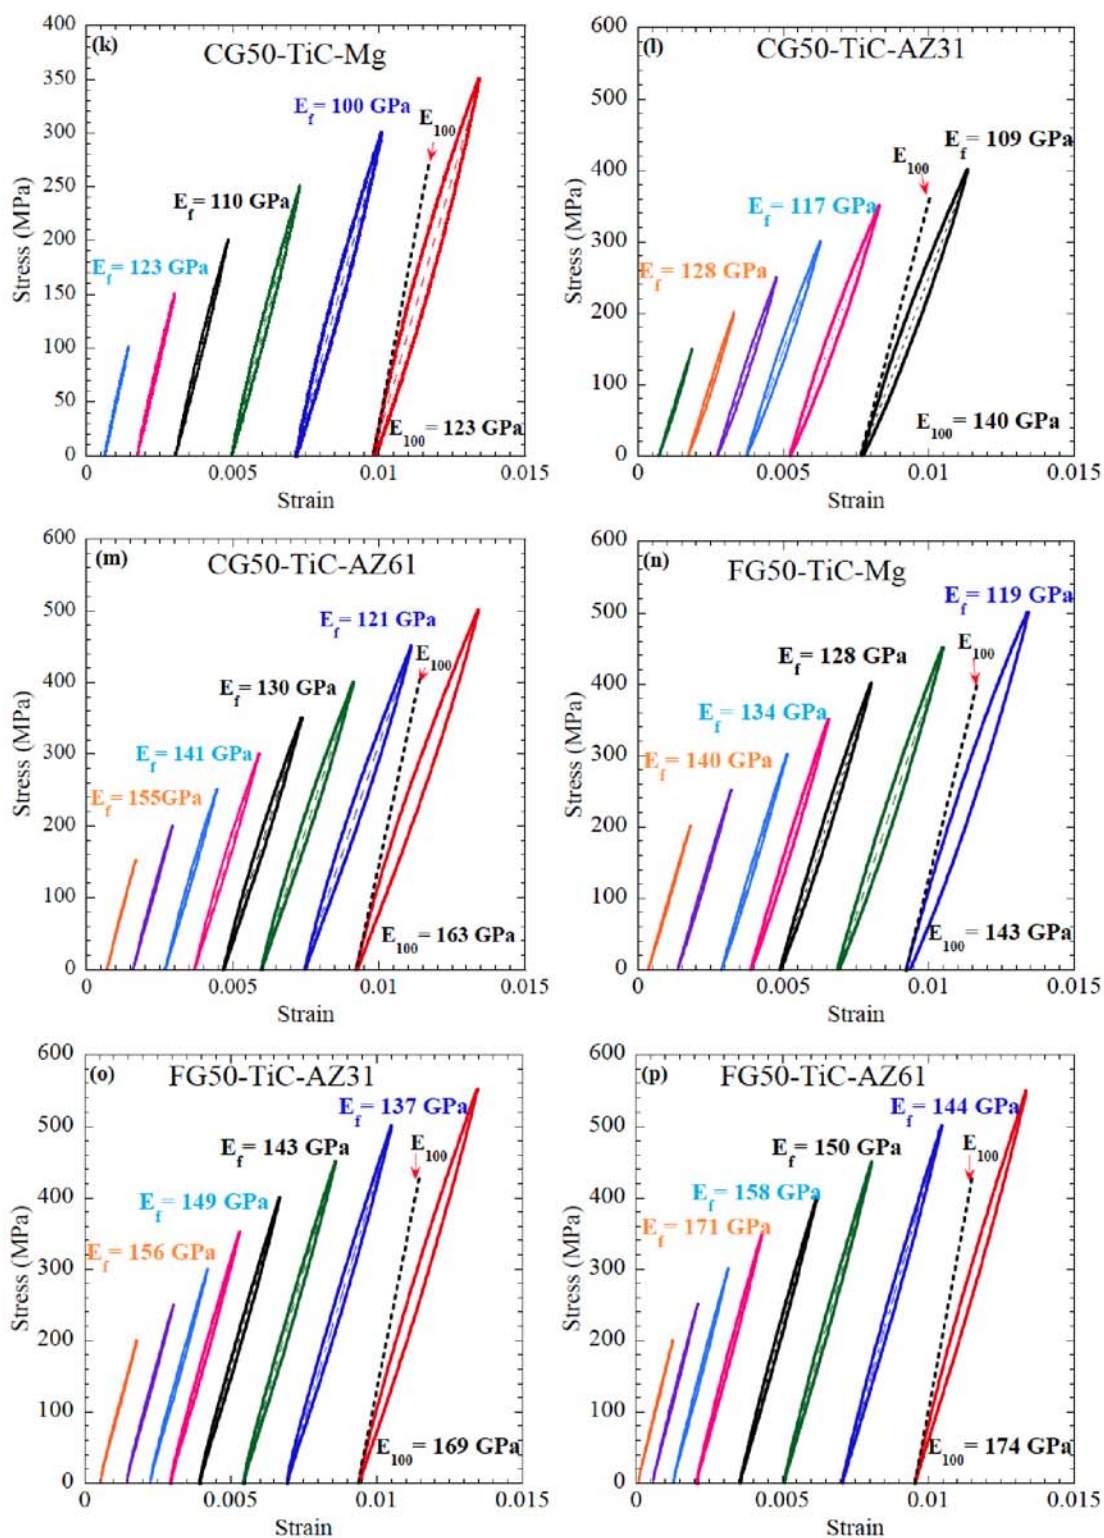 (k)
CG50-TiC-Mg
400
350
300
250
200
150
100
50
0
Stress (MPa)
E_f = 123 GPa
E_f = 110 GPa
E_f = 100 GPa
E_100
E_100 = 123 GPa
0 0.005 0.01 0.015
Strain
(l)
CG50-TiC-AZ31
600
500
400
300
200
100
0
Stress (MPa)
E_f = 128 GPa
E_f = 117 GPa
E_100
E_f = 109 GPa
E_100 = 140 GPa
0 0.005 0.01 0.015
Strain
(m)
CG50-TiC-AZ61
600
500
400
300
200
100
0
Stress (MPa)
E_f = 155GPa
E_f = 141 GPa
E_f = 130 GPa
E_f = 121 GPa
E_100
E_100 = 163 GPa
0 0.005 0.01 0.015
Strain
(n)
FG50-TiC-Mg
600
500
400
300
200
100
0
Stress (MPa)
E_f = 140 GPa
E_f = 134 GPa
E_f = 128 GPa
E_f = 119 GPa
E_100
E_100 = 143 GPa
0 0.005 0.01 0.015
Strain
(o)
FG50-TiC-AZ31
600
500
400
300
200
100
0
Stress (MPa)
E_f = 156 GPa
E_f = 149 GPa
E_f = 143 GPa
E_f = 137 GPa
E_100
E_100 = 169 GPa
0 0.005 0.01 0.015
Strain
(p)
FG50-TiC-AZ61
600
500
400
300
200
100
0
Stress (MPa)
E_f = 171 GPa
E_f = 158 GPa
E_f = 150 GPa
E_f = 144 GPa
E_100
E_100 = 174 GPa
0 0.005 0.01 0.015
Strain